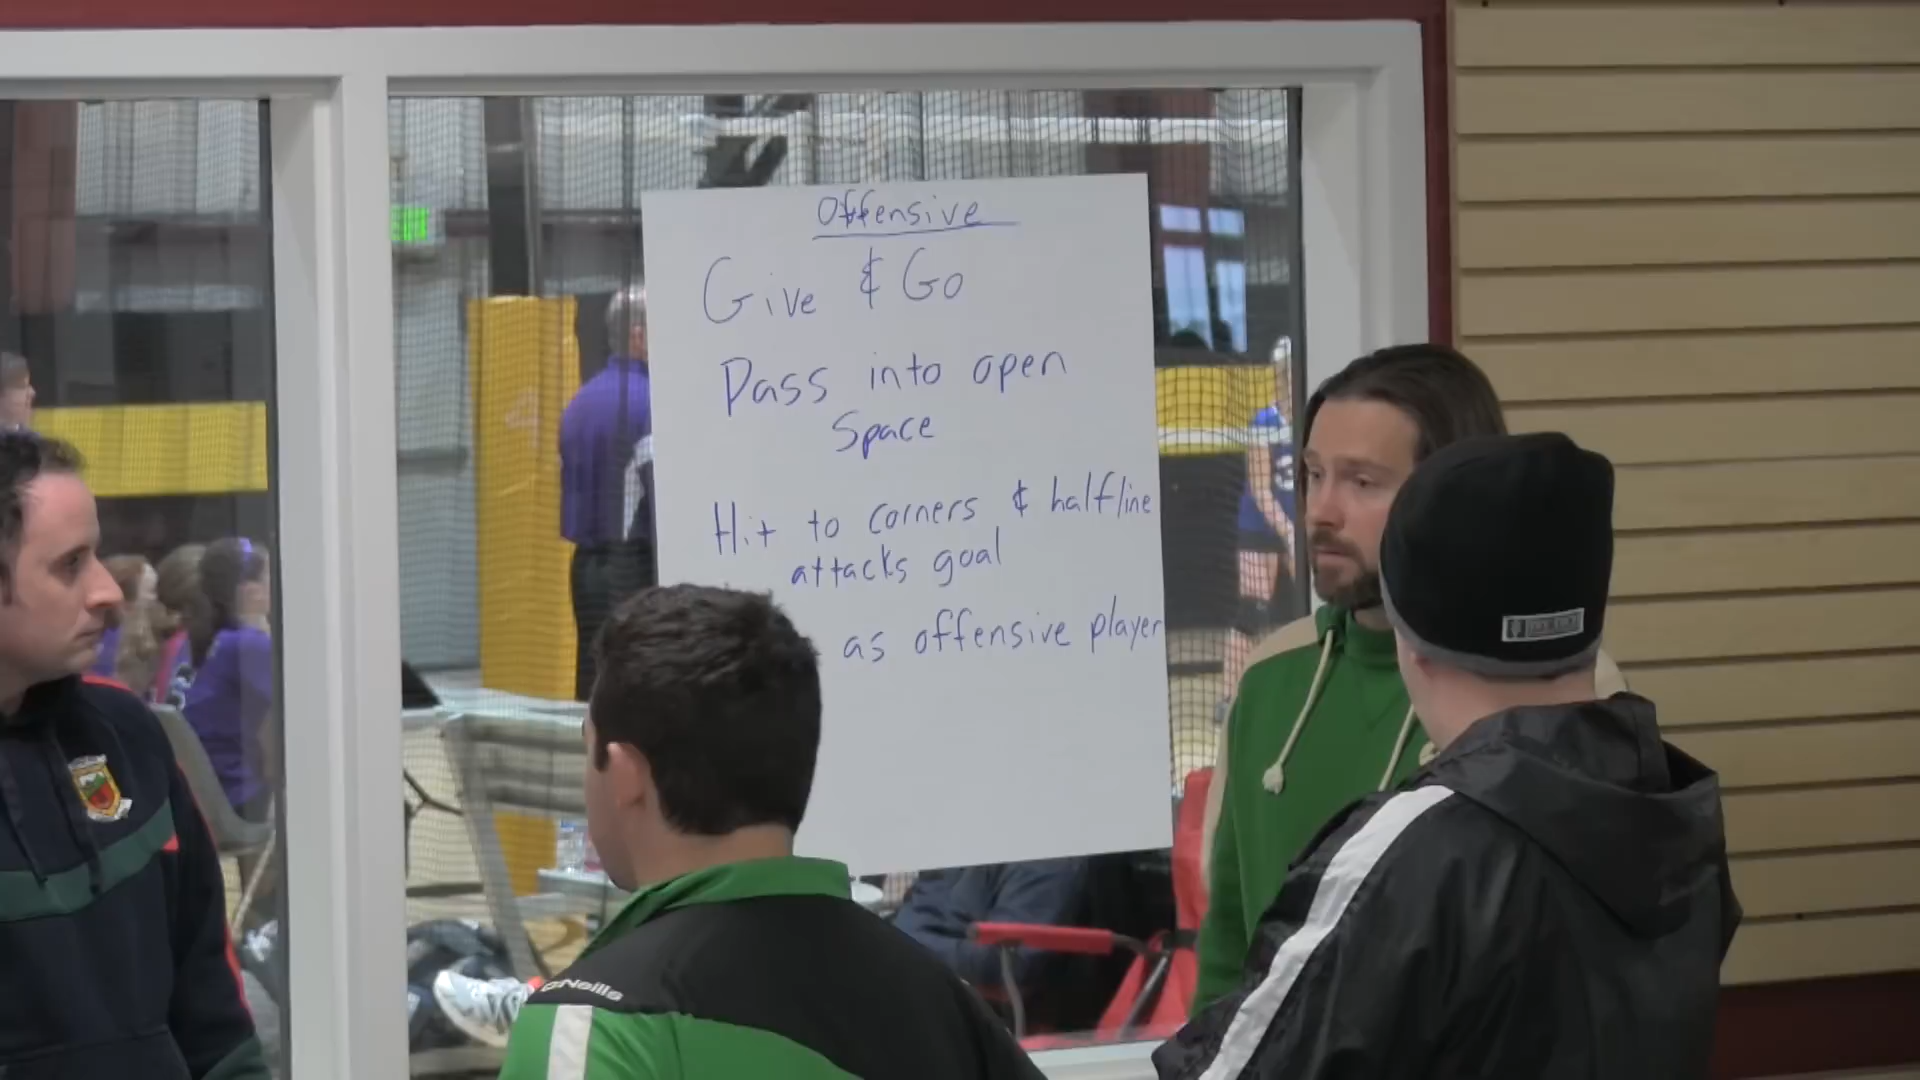 Offensive
Give & Go
Pass into open
Space
Hit to corners & halfline
attacks goal
as offensive player
O'Neills